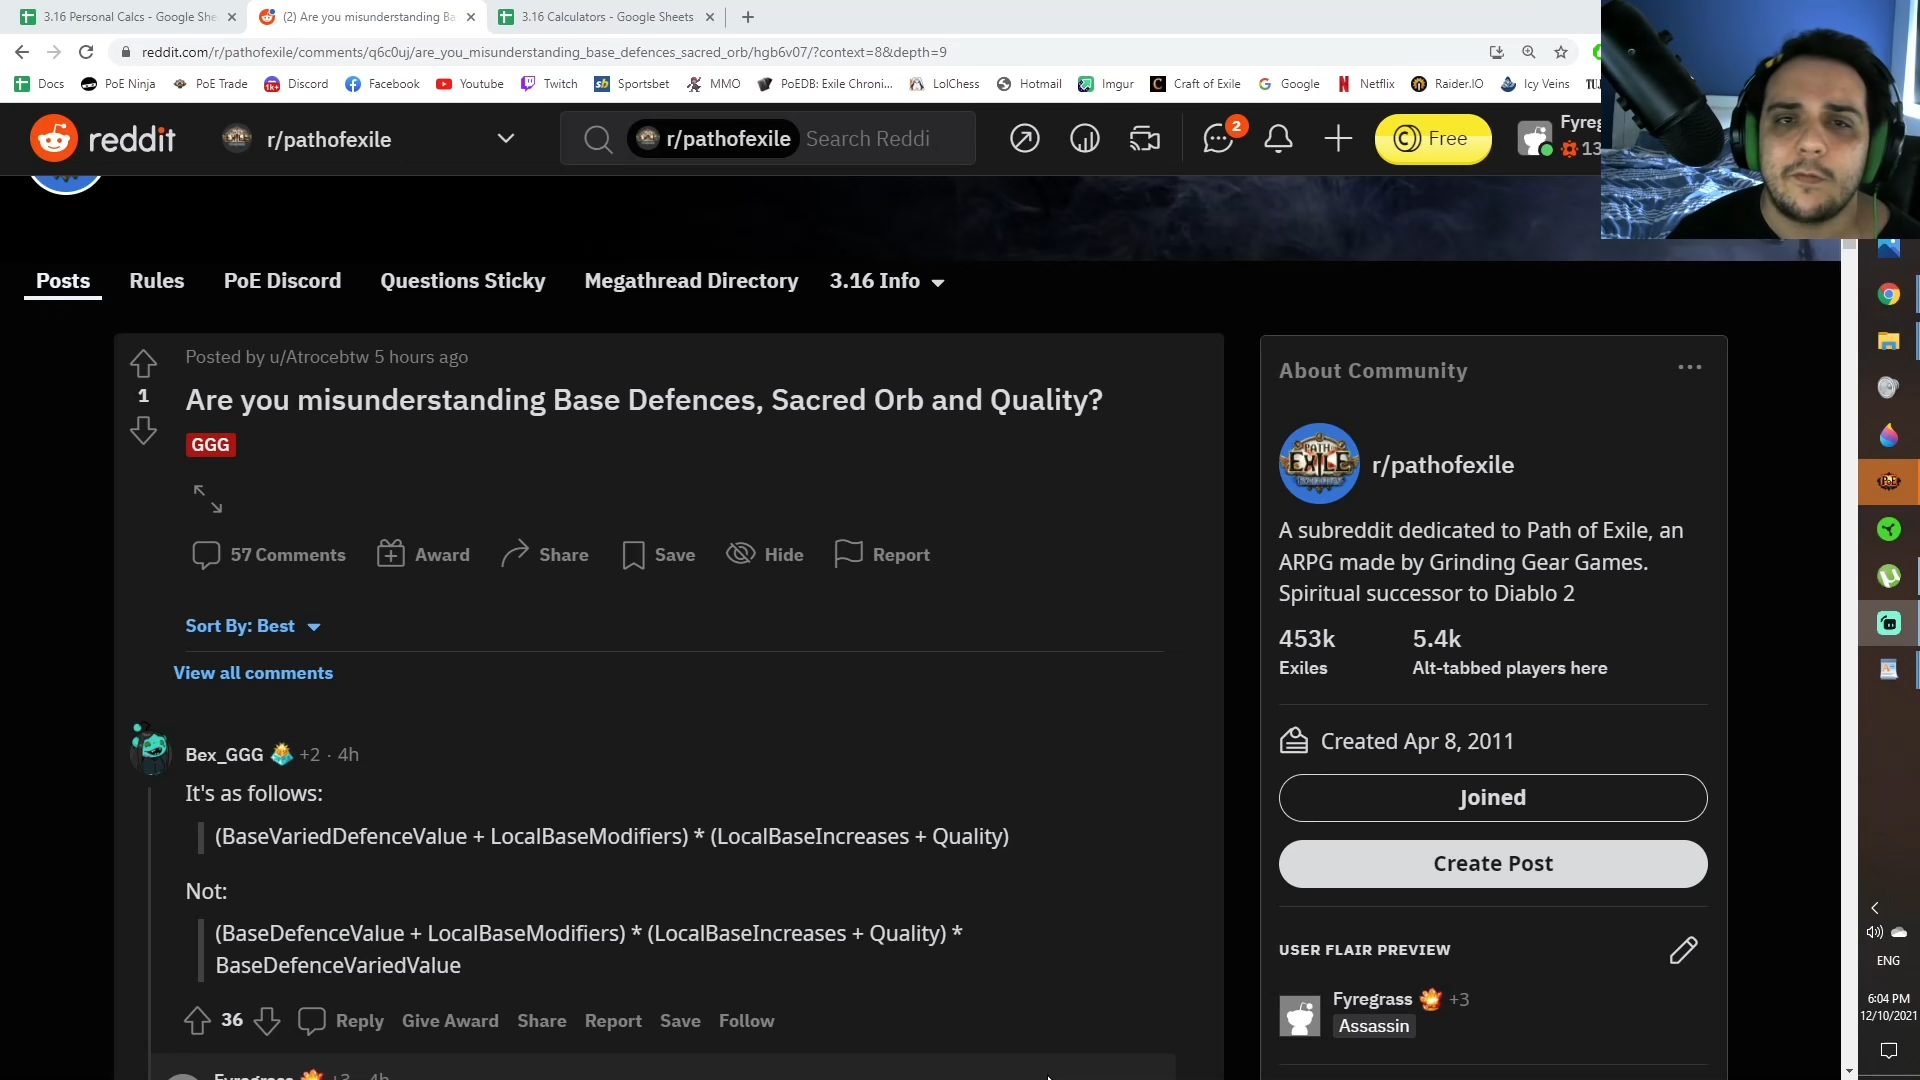 3.16 Personal Calcs - Google She
(2) Are you misunderstanding Ba
3.16 Calculators - Google Sheets
reddit.com/r/pathofexile/comments/q6c0uj/are_you_misunderstanding_base_defences_sacred_orb/hgb6v07/?context=8&depth=9
Docs PoE Ninja PoE Trade Discord Facebook Youtube Twitch Sportsbet MMO PoEDB: Exile Chroni... LolChess Hotmail Imgur Craft of Exile Google Netflix Raider.IO Icy Veins
reddit r/pathofexile r/pathofexile Search Reddi 2 Free Fyreg
13
Posts Rules PoE Discord Questions Sticky Megathread Directory 3.16 Info
Posted by u/Atrocebtw 5 hours ago
1
Are you misunderstanding Base Defences, Sacred Orb and Quality?
GGG
57 Comments Award Share Save Hide Report
Sort By: Best
View all comments
Bex_GGG +2 · 4h
It's as follows:
(BaseVariedDefenceValue + LocalBaseModifiers) * (LocalBaseIncreases + Quality)
Not:
(BaseDefenceValue + LocalBaseModifiers) * (LocalBaseIncreases + Quality) *
BaseDefenceVariedValue
36 Reply Give Award Share Report Save Follow
Fyregrass +3 · 4h
About Community
PATH OF EXILE
r/pathofexile
A subreddit dedicated to Path of Exile, an
ARPG made by Grinding Gear Games.
Spiritual successor to Diablo 2
453k 5.4k
Exiles Alt-tabbed players here
Created Apr 8, 2011
Joined
Create Post
USER FLAIR PREVIEW
Fyregrass +3
Assassin
ENG
6:04 PM
12/10/2021